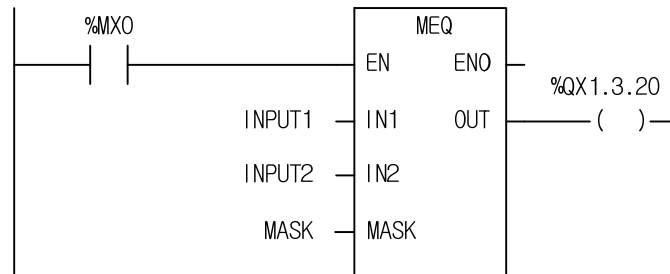 %MX0
MEQ
EN ENO
%QX1.3.20
INPUT1 IN1 OUT ( )
INPUT2 IN2
MASK MASK